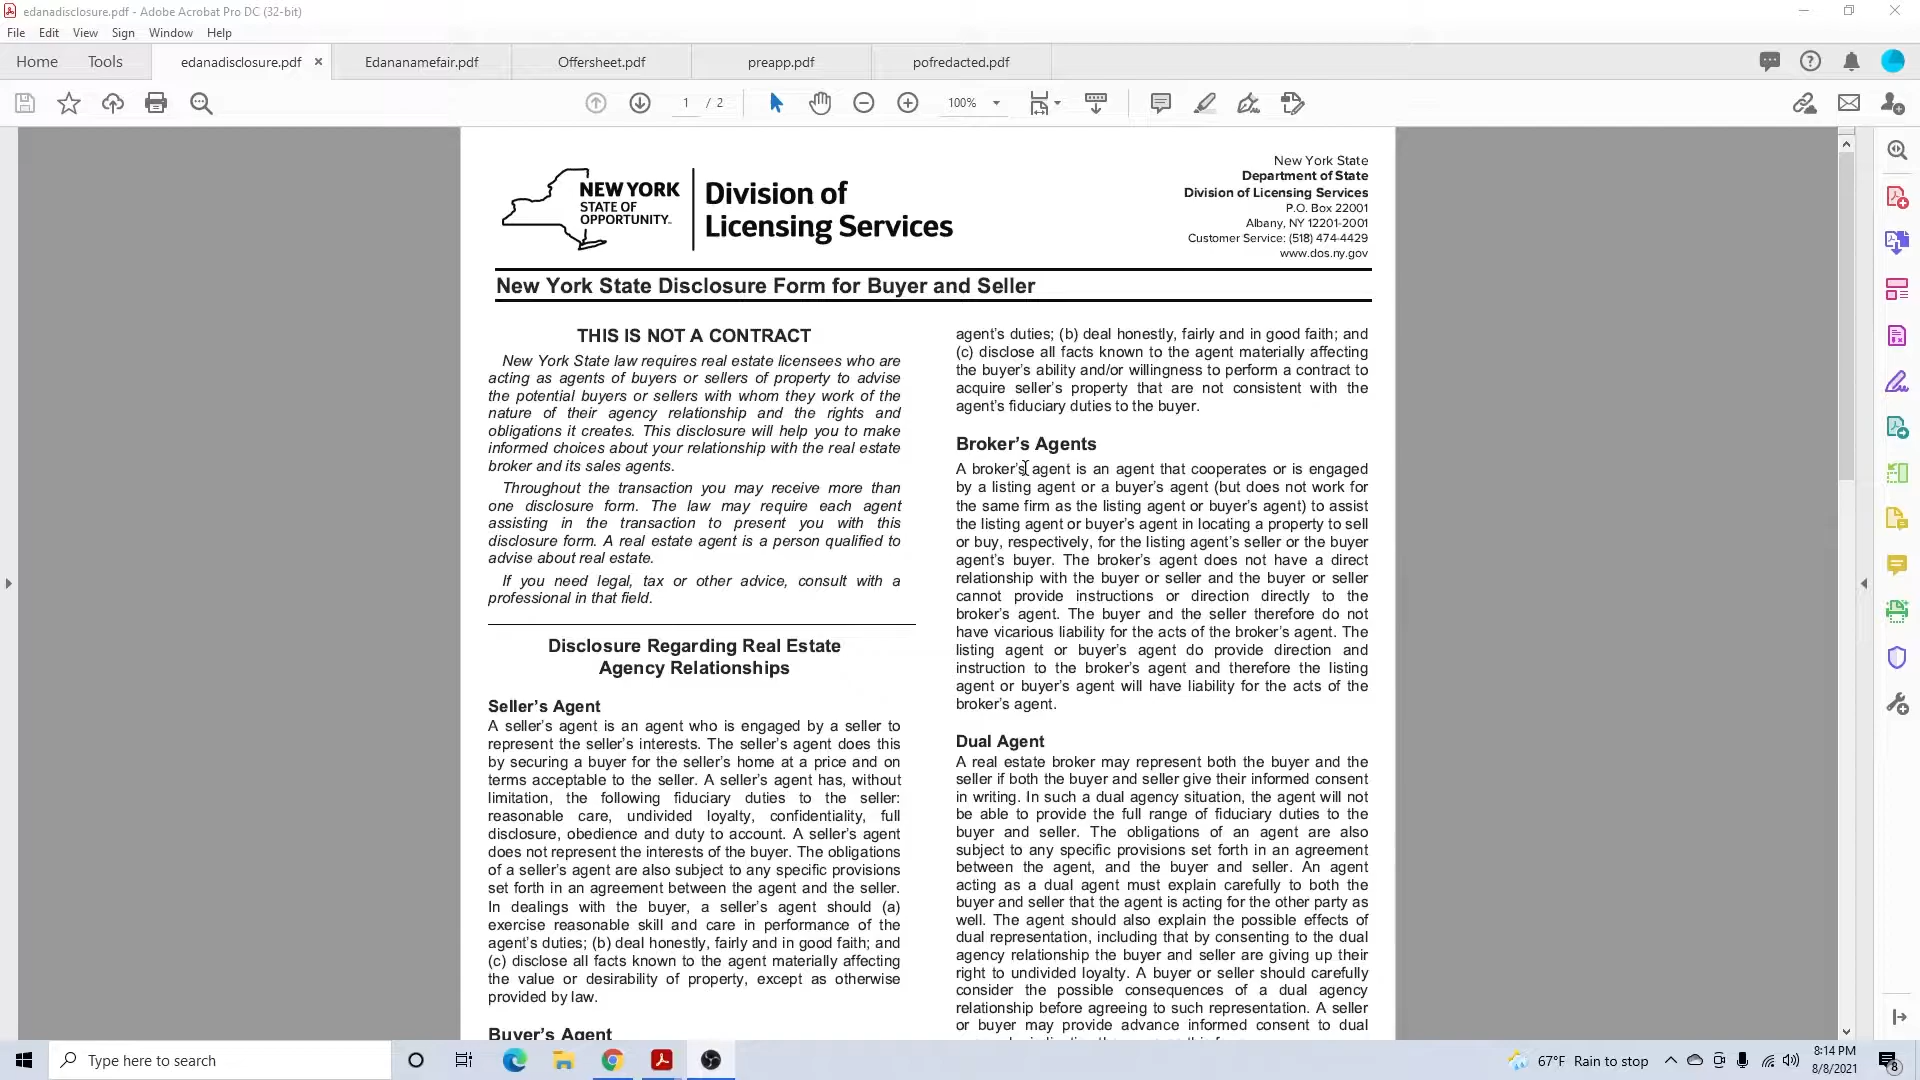 edanadisclosure.pdf - Adobe Acrobat Pro DC (32-bit)
File Edit View Sign Window Help
Home Tools edanadisclosure.pdf × Edananamefair.pdf Offersheet.pdf preapp.pdf pofredacted.pdf
1 / 2 100%
NEW YORK
STATE OF
OPPORTUNITY™
Division of
Licensing Services
New York State
Department of State
Division of Licensing Services
P.O. Box 22001
Albany, NY 12201-2001
Customer Service: (518) 474-4429
www.dos.ny.gov
New York State Disclosure Form for Buyer and Seller
THIS IS NOT A CONTRACT
New York State law requires real estate licensees who are
acting as agents of buyers or sellers of property to advise
the potential buyers or sellers with whom they work of the
nature of their agency relationship and the rights and
obligations it creates. This disclosure will help you to make
informed choices about your relationship with the real estate
broker and its sales agents.
Throughout the transaction you may receive more than
one disclosure form. The law may require each agent
assisting in the transaction to present you with this
disclosure form. A real estate agent is a person qualified to
advise about real estate.
If you need legal, tax or other advice, consult with a
professional in that field.
Disclosure Regarding Real Estate
Agency Relationships
Seller's Agent
A seller's agent is an agent who is engaged by a seller to
represent the seller's interests. The seller's agent does this
by securing a buyer for the seller's home at a price and on
terms acceptable to the seller. A seller's agent has, without
limitation, the following fiduciary duties to the seller:
reasonable care, undivided loyalty, confidentiality, full
disclosure, obedience and duty to account. A seller's agent
does not represent the interests of the buyer. The obligations
of a seller's agent are also subject to any specific provisions
set forth in an agreement between the agent and the seller.
In dealings with the buyer, a seller's agent should (a)
exercise reasonable skill and care in performance of the
agent's duties; (b) deal honestly, fairly and in good faith; and
(c) disclose all facts known to the agent materially affecting
the value or desirability of property, except as otherwise
provided by law.
Buyer's Agent
agent's duties; (b) deal honestly, fairly and in good faith; and
(c) disclose all facts known to the agent materially affecting
the buyer's ability and/or willingness to perform a contract to
acquire seller's property that are not consistent with the
agent's fiduciary duties to the buyer.
Broker's Agents
A broker's agent is an agent that cooperates or is engaged
by a listing agent or a buyer's agent (but does not work for
the same firm as the listing agent or buyer's agent) to assist
the listing agent or buyer's agent in locating a property to sell
or buy, respectively, for the listing agent's seller or the buyer
agent's buyer. The broker's agent does not have a direct
relationship with the buyer or seller and the buyer or seller
cannot provide instructions or direction directly to the
broker's agent. The buyer and the seller therefore do not
have vicarious liability for the acts of the broker's agent. The
listing agent or buyer's agent do provide direction and
instruction to the broker's agent and therefore the listing
agent or buyer's agent will have liability for the acts of the
broker's agent.
Dual Agent
A real estate broker may represent both the buyer and the
seller if both the buyer and seller give their informed consent
in writing. In such a dual agency situation, the agent will not
be able to provide the full range of fiduciary duties to the
buyer and seller. The obligations of an agent are also
subject to any specific provisions set forth in an agreement
between the agent, and the buyer and seller. An agent
acting as a dual agent must explain carefully to both the
buyer and seller that the agent is acting for the other party as
well. The agent should also explain the possible effects of
dual representation, including that by consenting to the dual
agency relationship the buyer and seller are giving up their
right to undivided loyalty. A buyer or seller should carefully
consider the possible consequences of a dual agency
relationship before agreeing to such representation. A seller
or buyer may provide advance informed consent to dual
Type here to search
67°F Rain to stop
8:14 PM
8/8/2021
8